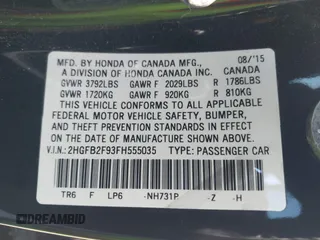 MFD. BY HONDA OF CANADA MFG., 08/'15
A DIVISION OF HONDA CANADA INC. CANADA
GVWR 3792LBS GAWR F 2029LBS R 1786LBS
GVWR 1720KG GAWR F 920KG R 810KG
THIS VEHICLE CONFORMS TO ALL APPLICABLE
FEDERAL MOTOR VEHICLE SAFETY, BUMPER,
AND THEFT PREVENTION STANDARDS IN EFFECT
ON THE DATE OF MANUFACTURE SHOWN ABOVE.
V.I.N.: 2HGFB2F93FH555035 TYPE: PASSENGER CAR
TR6 F LP6 NH731P Z H
DREAMBID